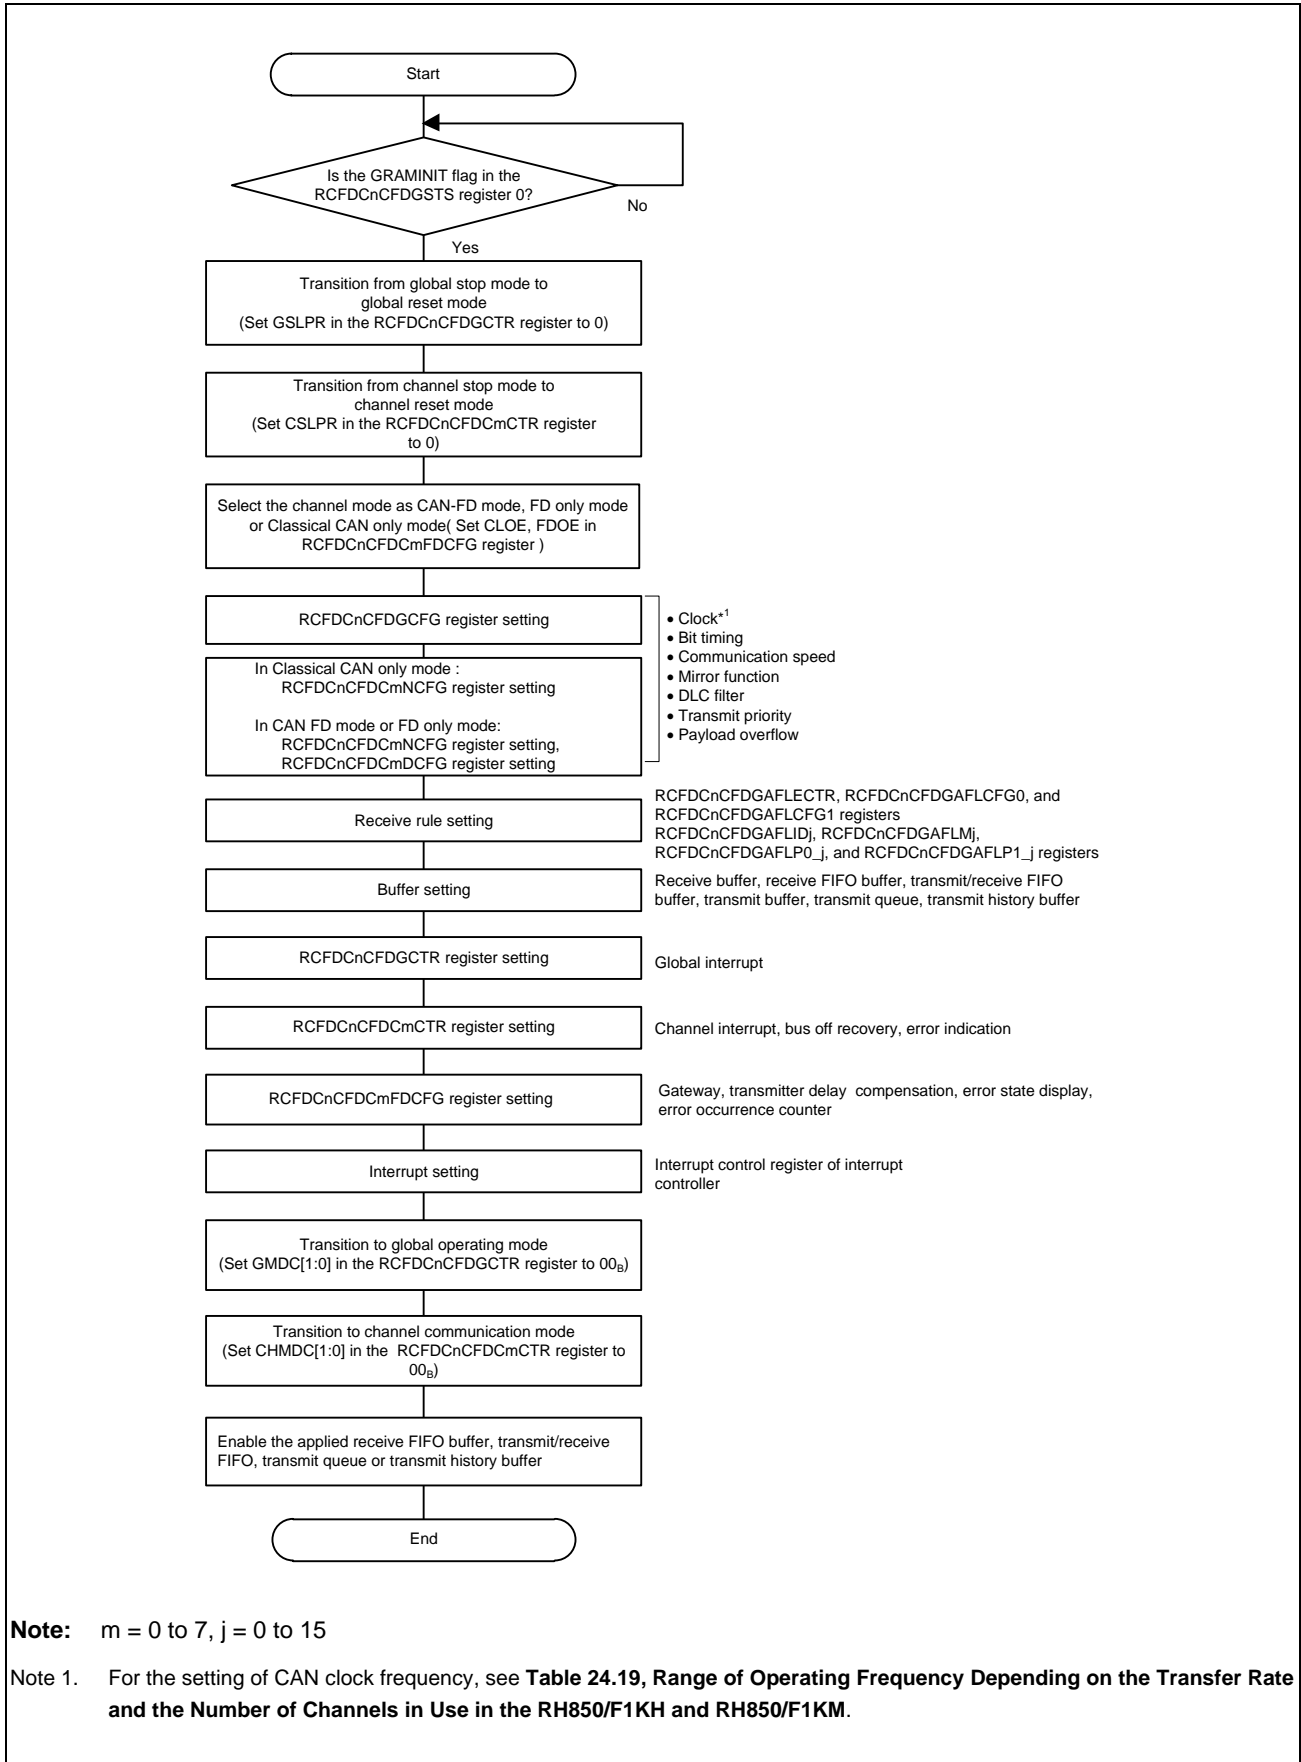 Start
Is the GRAMINIT flag in the
RCFDCnCFDGSTS register 0?
No
Yes
Transition from global stop mode to
global reset mode
(Set GSLPR in the RCFDCnCFDGCTR register to 0)
Transition from channel stop mode to
channel reset mode
(Set CSLPR in the RCFDCnCFDCmCTR register
to 0)
Select the channel mode as CAN-FD mode, FD only mode
or Classical CAN only mode( Set CLOE, FDOE in
RCFDCnCFDCmFDCFG register )
RCFDCnCFDGCFG register setting
In Classical CAN only mode :
RCFDCnCFDCmNCFG register setting
In CAN FD mode or FD only mode:
RCFDCnCFDCmNCFG register setting,
RCFDCnCFDCmDCFG register setting
• Clock*1
• Bit timing
• Communication speed
• Mirror function
• DLC filter
• Transmit priority
• Payload overflow
Receive rule setting
RCFDCnCFDGAFLECTR, RCFDCnCFDGAFLCFG0, and
RCFDCnCFDGAFLCFG1 registers
RCFDCnCFDGAFLIDj, RCFDCnCFDGAFLMj,
RCFDCnCFDGAFLP0_j, and RCFDCnCFDGAFLP1_j registers
Buffer setting
Receive buffer, receive FIFO buffer, transmit/receive FIFO
buffer, transmit buffer, transmit queue, transmit history buffer
RCFDCnCFDGCTR register setting
Global interrupt
RCFDCnCFDCmCTR register setting
Channel interrupt, bus off recovery, error indication
RCFDCnCFDCmFDCFG register setting
Gateway, transmitter delay compensation, error state display,
error occurrence counter
Interrupt setting
Interrupt control register of interrupt
controller
Transition to global operating mode
(Set GMDC[1:0] in the RCFDCnCFDGCTR register to 00B)
Transition to channel communication mode
(Set CHMDC[1:0] in the RCFDCnCFDCmCTR register to
00B)
Enable the applied receive FIFO buffer, transmit/receive
FIFO, transmit queue or transmit history buffer
End
Note: m = 0 to 7, j = 0 to 15
Note 1. For the setting of CAN clock frequency, see Table 24.19, Range of Operating Frequency Depending on the Transfer Rate
and the Number of Channels in Use in the RH850/F1KH and RH850/F1KM.